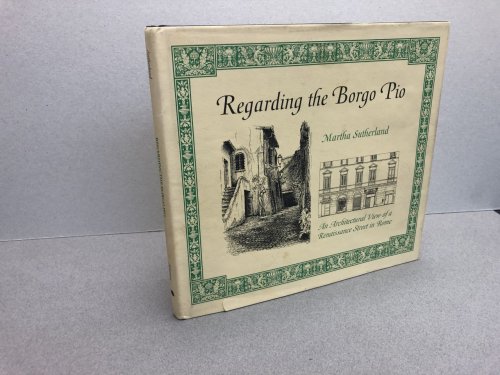 Regarding the Borgo Pio
Martha Sutherland
An Architectural View of a
Renaissance Street in Rome